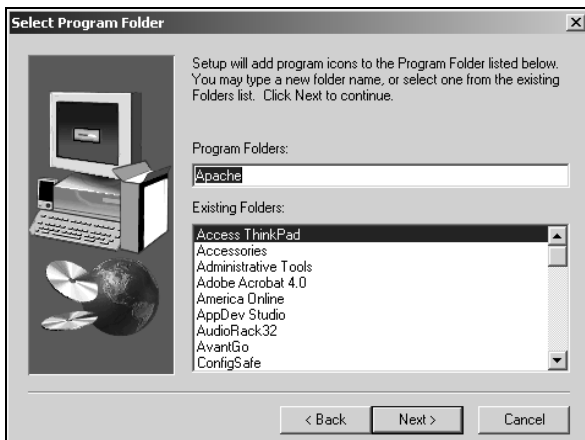 Select Program Folder
Setup will add program icons to the Program Folder listed below.
You may type a new folder name, or select one from the existing
Folders list. Click Next to continue.
Program Folders:
Apache
Existing Folders:
Access ThinkPad
Accessories
Administrative Tools
Adobe Acrobat 4.0
America Online
AppDev Studio
AudioRack32
AvantGo
ConfigSafe
< Back
Next >
Cancel